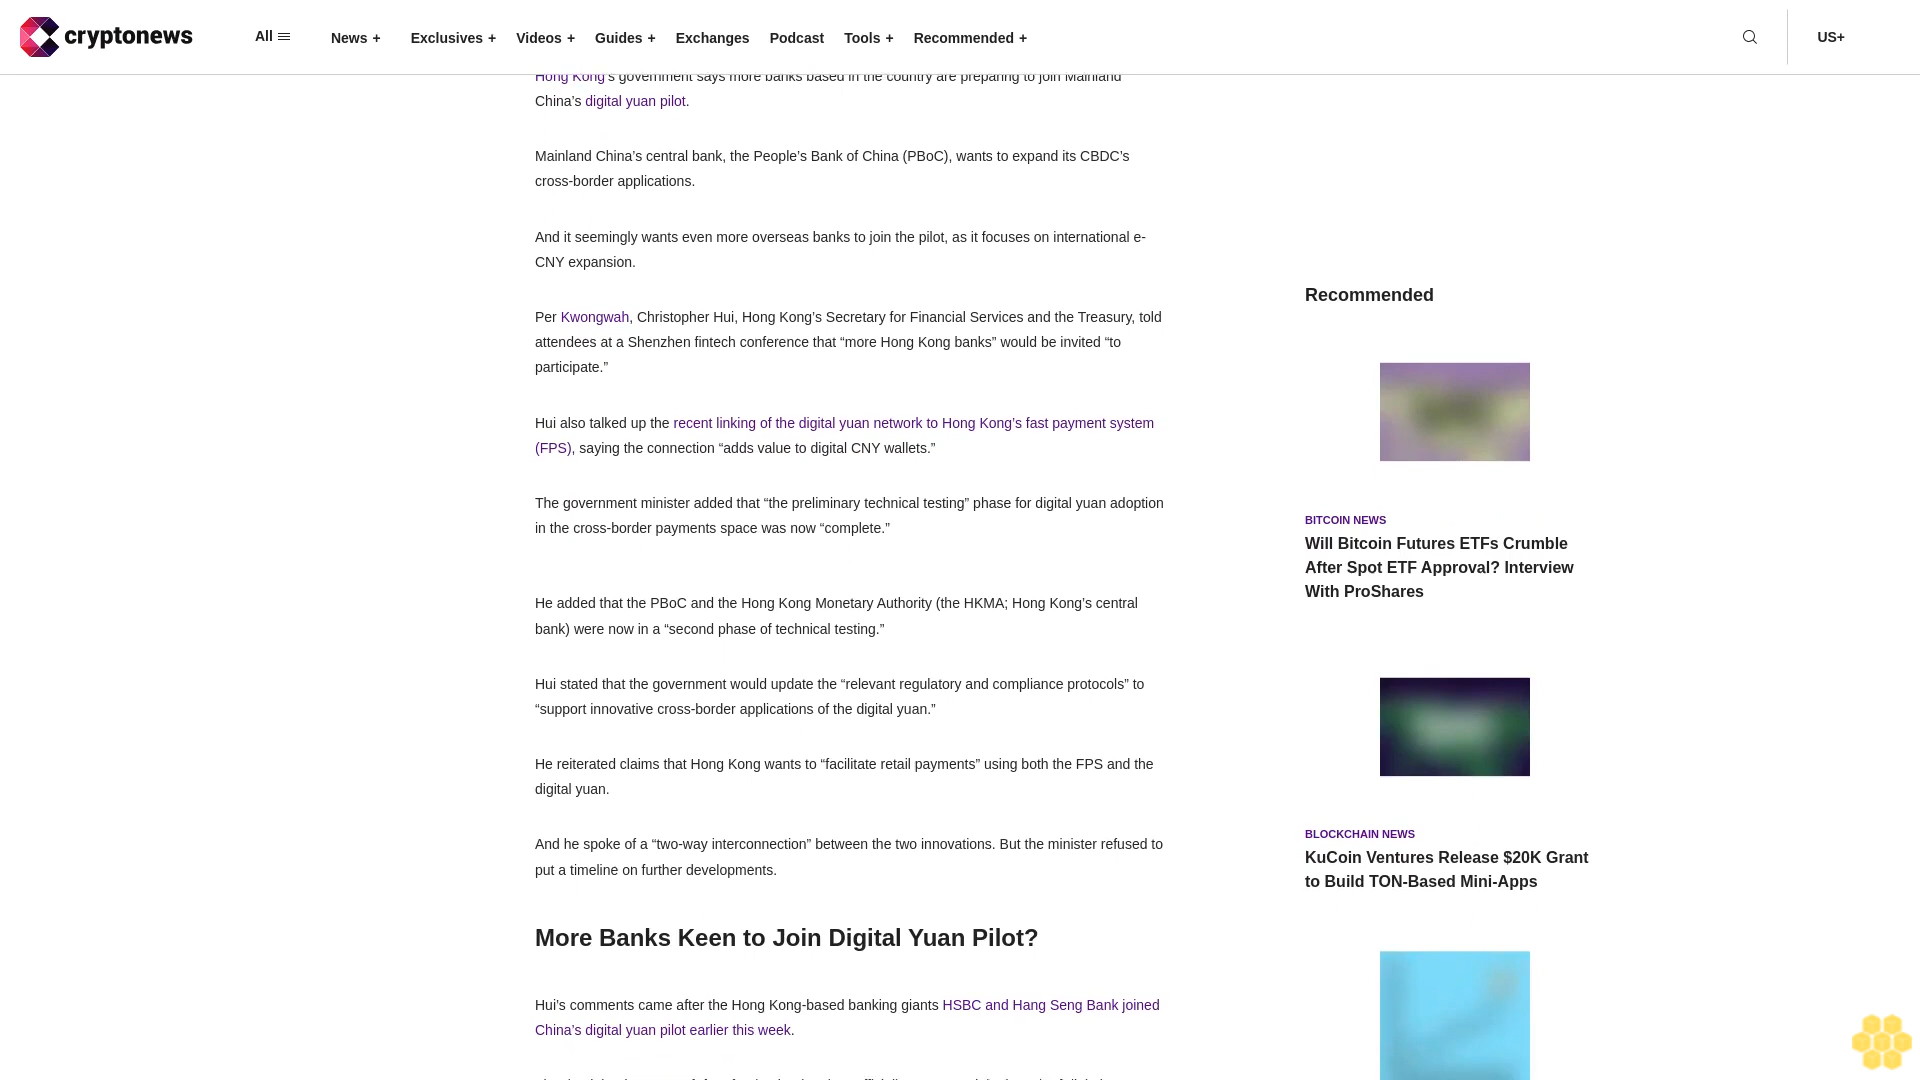 cryptonews
All
News +
Exclusives +
Videos +
Guides +
Exchanges
Podcast
Tools +
Recommended +
US+
Hong Kong’s government says more banks based in the country are preparing to join Mainland
China’s digital yuan pilot.
Mainland China’s central bank, the People’s Bank of China (PBoC), wants to expand its CBDC’s
cross-border applications.
And it seemingly wants even more overseas banks to join the pilot, as it focuses on international e-
CNY expansion.
Per Kwongwah, Christopher Hui, Hong Kong’s Secretary for Financial Services and the Treasury, told
attendees at a Shenzhen fintech conference that “more Hong Kong banks” would be invited “to
participate.”
Hui also talked up the recent linking of the digital yuan network to Hong Kong’s fast payment system
(FPS), saying the connection “adds value to digital CNY wallets.”
The government minister added that “the preliminary technical testing” phase for digital yuan adoption
in the cross-border payments space was now “complete.”
He added that the PBoC and the Hong Kong Monetary Authority (the HKMA; Hong Kong’s central
bank) were now in a “second phase of technical testing.”
Hui stated that the government would update the “relevant regulatory and compliance protocols” to
“support innovative cross-border applications of the digital yuan.”
He reiterated claims that Hong Kong wants to “facilitate retail payments” using both the FPS and the
digital yuan.
And he spoke of a “two-way interconnection” between the two innovations. But the minister refused to
put a timeline on further developments.
More Banks Keen to Join Digital Yuan Pilot?
Hui’s comments came after the Hong Kong-based banking giants HSBC and Hang Seng Bank joined
China’s digital yuan pilot earlier this week.
Recommended
BITCOIN NEWS
Will Bitcoin Futures ETFs Crumble
After Spot ETF Approval? Interview
With ProShares
BLOCKCHAIN NEWS
KuCoin Ventures Release $20K Grant
to Build TON-Based Mini-Apps